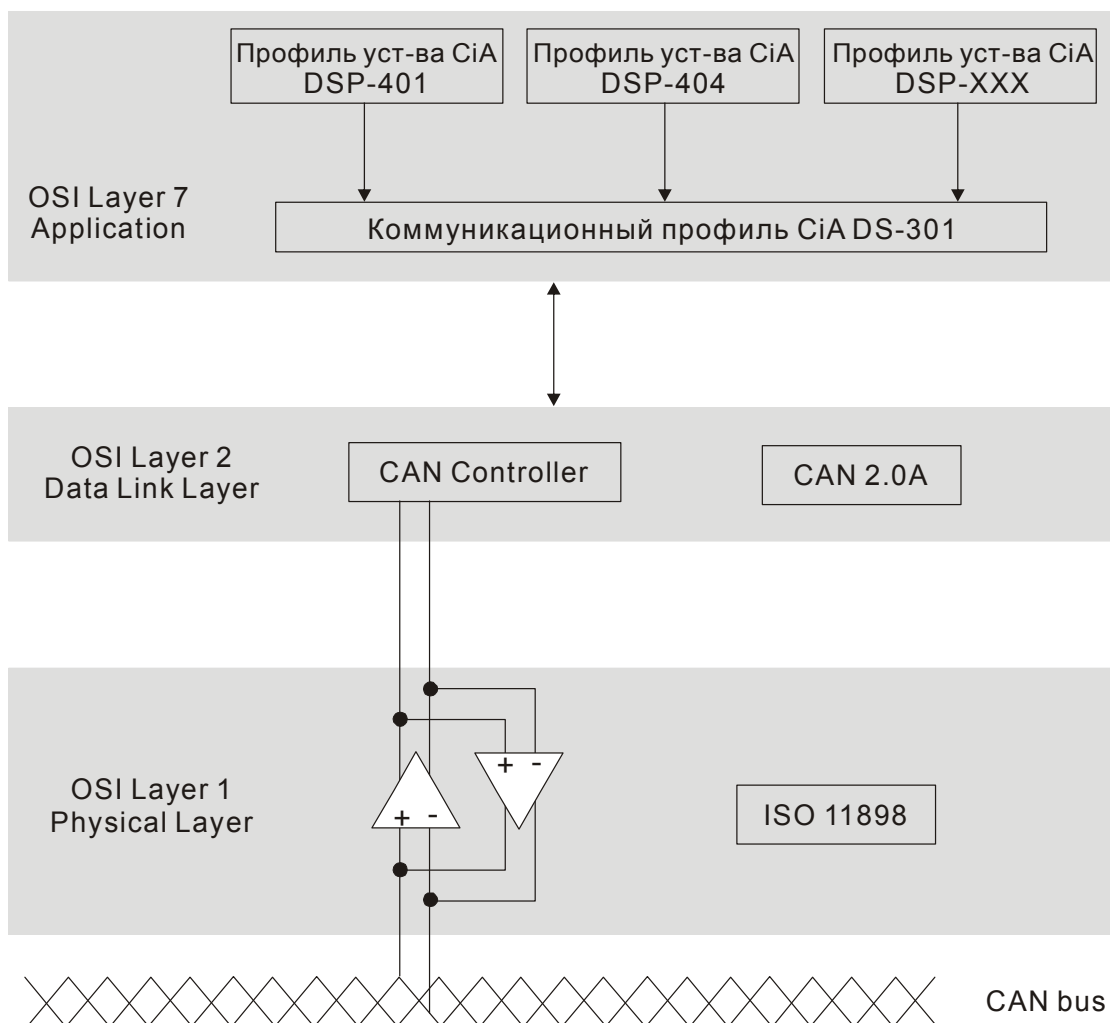 Профиль уст-ва CiA
DSP-401
Профиль уст-ва CiA
DSP-404
Профиль уст-ва CiA
DSP-XXX
OSI Layer 7
Application
Коммуникационный профиль CiA DS-301
OSI Layer 2
Data Link Layer
CAN Controller
CAN 2.0A
OSI Layer 1
Physical Layer
+ -
+ -
ISO 11898
CAN bus